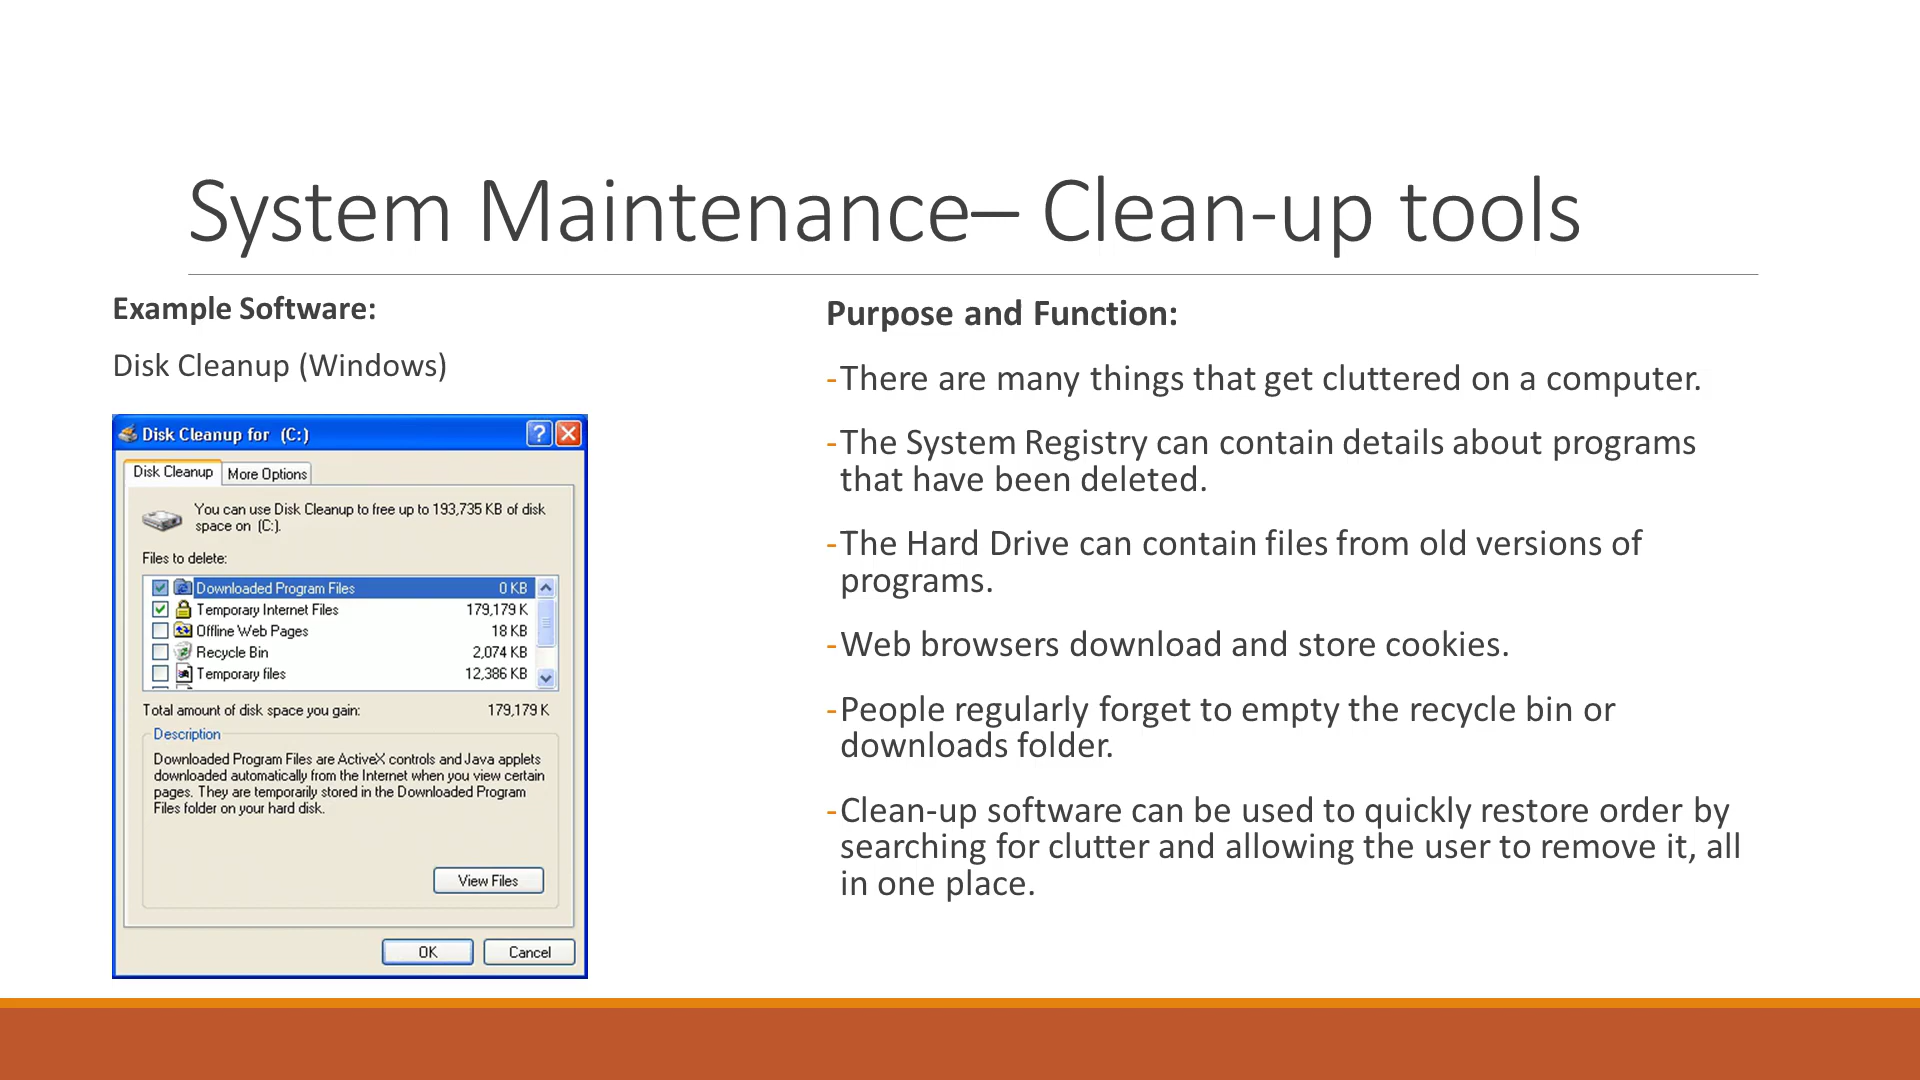 System Maintenance– Clean-up tools
Example Software:
Disk Cleanup (Windows)
Disk Cleanup for (C:)
Disk Cleanup
More Options
You can use Disk Cleanup to free up to 193,735 KB of disk
space on (C:).
Files to delete:
Downloaded Program Files 0 KB
Temporary Internet Files 179,179 K
Offline Web Pages 18 KB
Recycle Bin 2,074 KB
Temporary files 12,386 KB
Total amount of disk space you gain: 179,179 K
Description
Downloaded Program Files are ActiveX controls and Java applets
downloaded automatically from the Internet when you view certain
pages. They are temporarily stored in the Downloaded Program
Files folder on your hard disk.
View Files
OK
Cancel
Purpose and Function:
-There are many things that get cluttered on a computer.
-The System Registry can contain details about programs
that have been deleted.
-The Hard Drive can contain files from old versions of
programs.
-Web browsers download and store cookies.
-People regularly forget to empty the recycle bin or
downloads folder.
-Clean-up software can be used to quickly restore order by
searching for clutter and allowing the user to remove it, all
in one place.